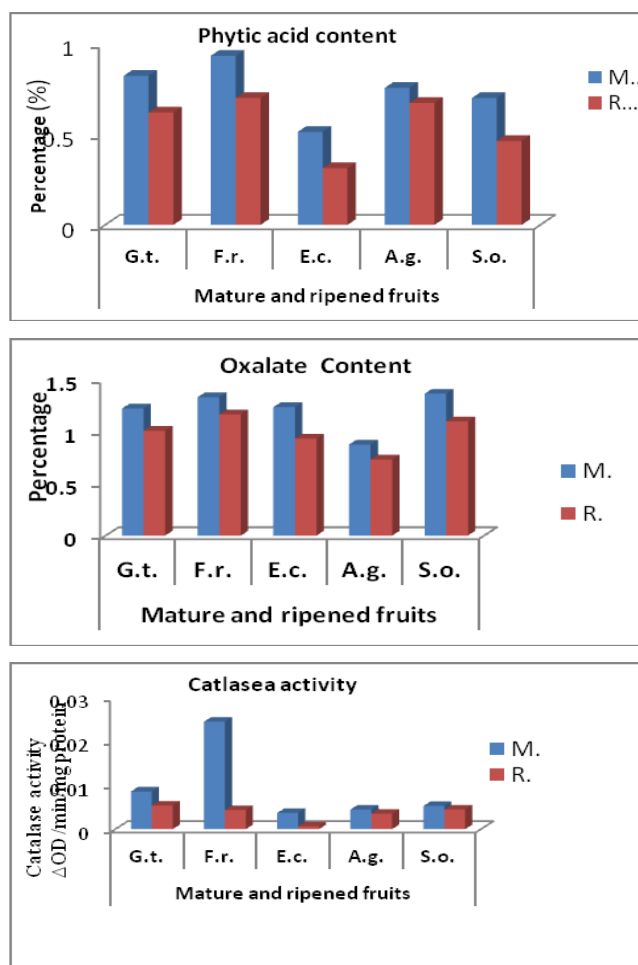 Phytic acid content
1
0.5
0
Percentage (%)
M..
R...
G.t. F.r. E.c. A.g. S.o.
Mature and ripened fruits
Oxalate Content
1.5
1
0.5
0
Percentage
M.
R.
G.t. F.r. E.c. A.g. S.o.
Mature and ripened fruits
Catlasea activity
0.03
0.02
0.01
0
Catalase activity
△OD /min/mg protein
M.
R.
G.t. F.r. E.c. A.g. S.o.
Mature and ripened fruits